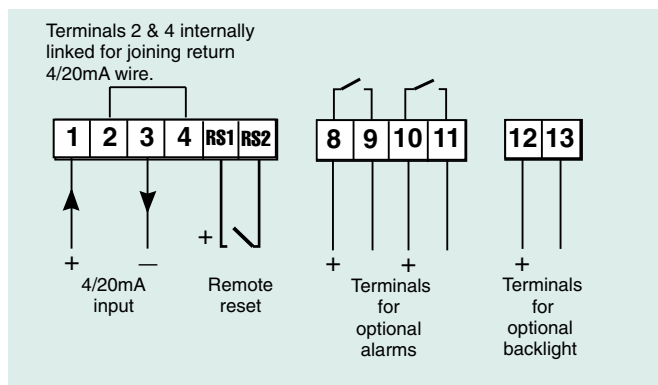 Terminals 2 & 4 internally
linked for joining return
4/20mA wire.
1 2 3 4 RS1 RS2
8 9 10 11
12 13
+ —
4/20mA
input
+
Remote
reset
+ +
Terminals
for
optional
alarms
+
Terminals
for
optional
backlight